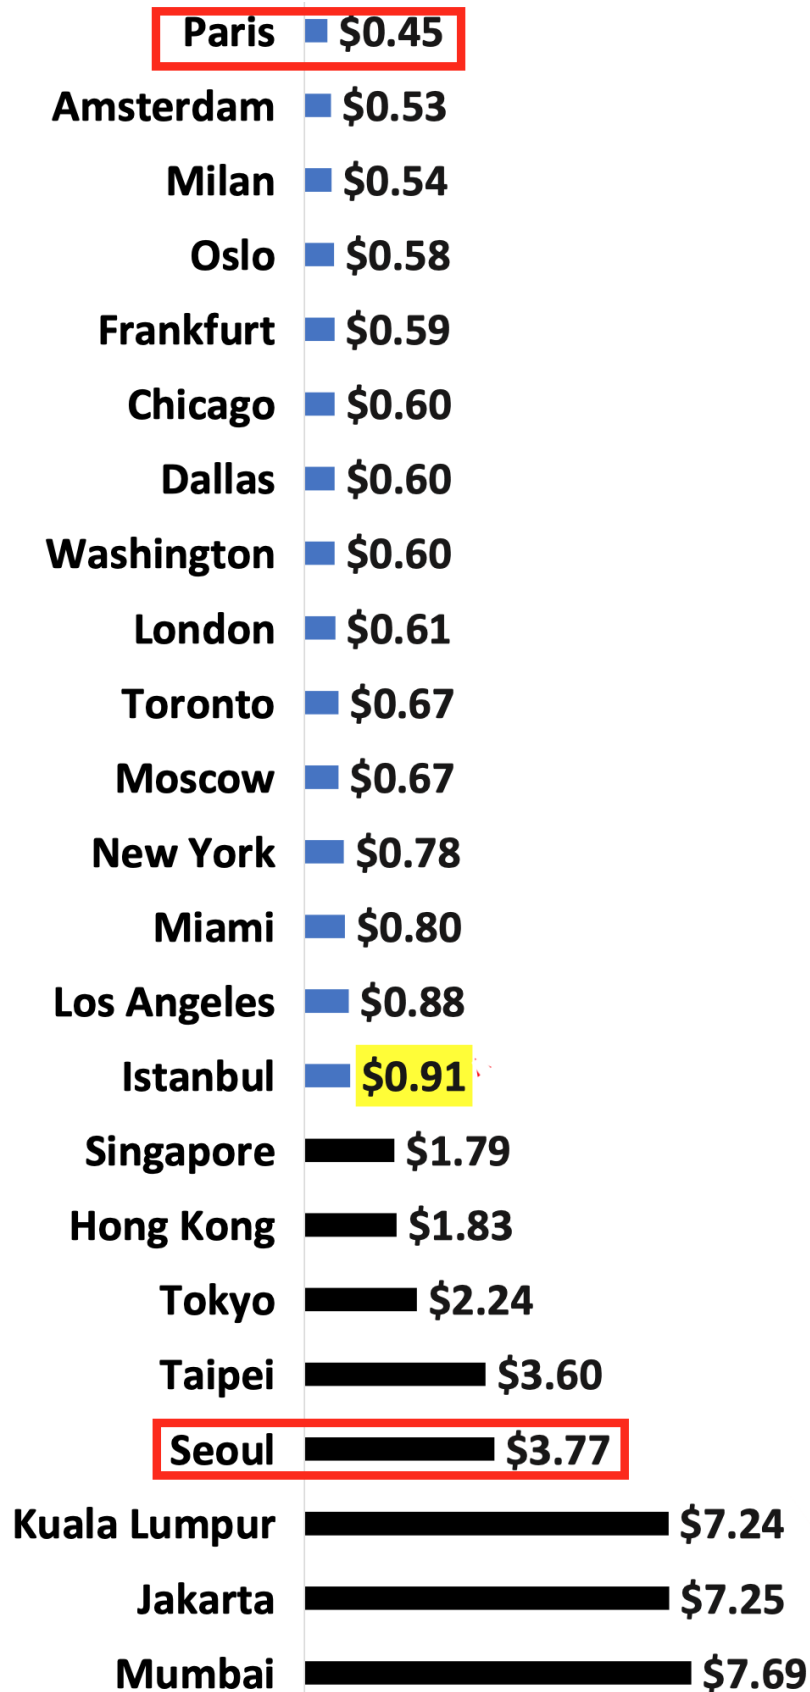 Paris $0.45
Amsterdam $0.53
Milan $0.54
Oslo $0.58
Frankfurt $0.59
Chicago $0.60
Dallas $0.60
Washington $0.60
London $0.61
Toronto $0.67
Moscow $0.67
New York $0.78
Miami $0.80
Los Angeles $0.88
Istanbul $0.91
Singapore $1.79
Hong Kong $1.83
Tokyo $2.24
Taipei $3.60
Seoul $3.77
Kuala Lumpur $7.24
Jakarta $7.25
Mumbai $7.69